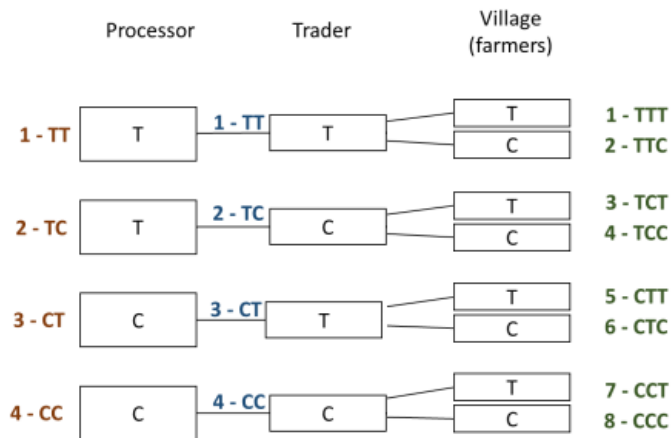 Processor Trader Village
(farmers)
1 - TT T 1 - TT T T 1 - TTT
C 2 - TTC
2 - TC T 2 - TC C T 3 - TCT
C 4 - TCC
3 - CT C 3 - CT T T 5 - CTT
C 6 - CTC
4 - CC C 4 - CC C T 7 - CCT
C 8 - CCC